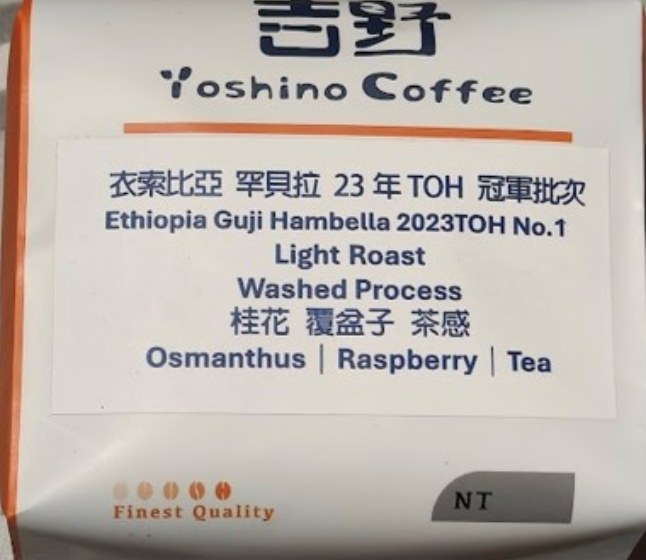 吉野
Yoshino Coffee
衣索比亞 罕貝拉 23 年 TOH 冠軍批次
Ethiopia Guji Hambella 2023TOH No.1
Light Roast
Washed Process
桂花 覆盆子 茶感
Osmanthus | Raspberry | Tea
Finest Quality
NT